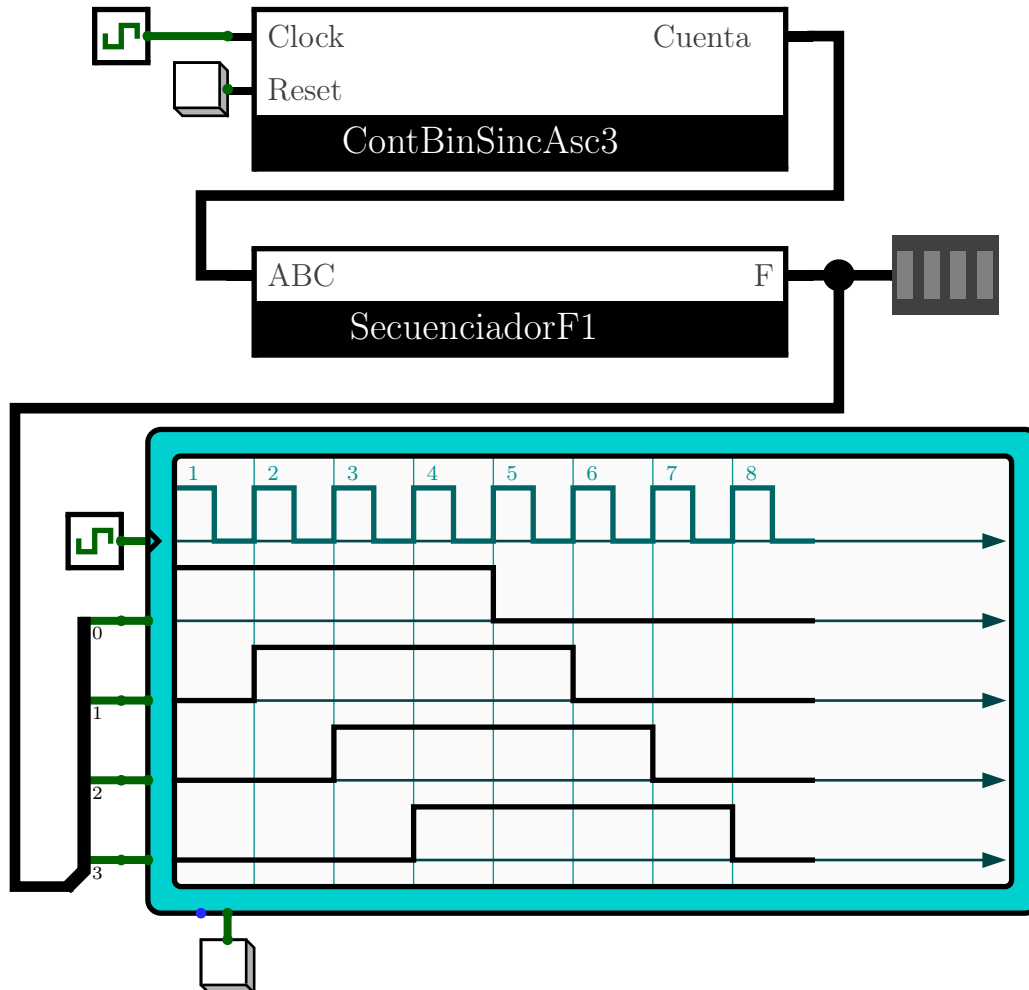 Clock Cuenta
Reset
ContBinSincAsc3
ABC F
SecuenciadorF1
1 2 3 4 5 6 7 8
0
1
2
3